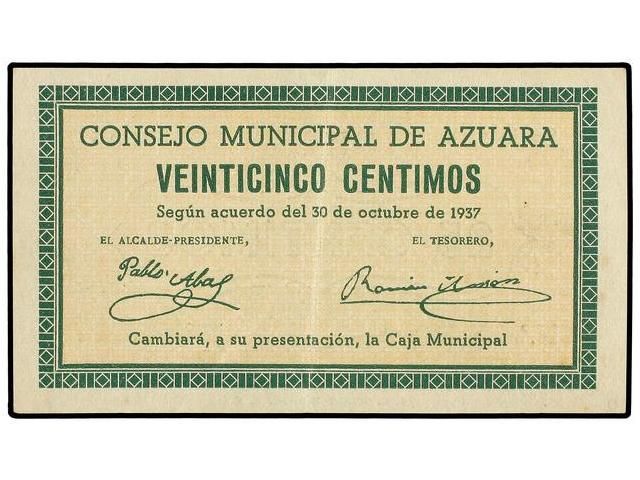 CONSEJO MUNICIPAL DE AZUARA
VEINTICINCO CENTIMOS
Según acuerdo del 30 de octubre de 1937
EL ALCALDE-PRESIDENTE, EL TESORERO,
Pablo Abad Ramón
Cambiará, a su presentación, la Caja Municipal